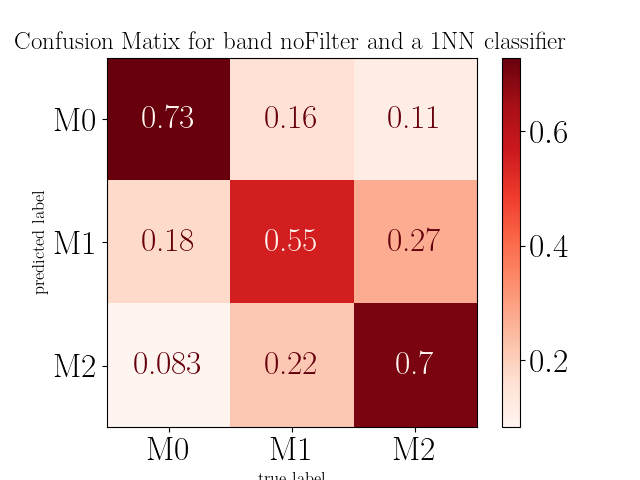 Confusion Matix for band noFilter and a 1NN classifier
M0 0.73 0.16 0.11
M1 0.18 0.55 0.27
M2 0.083 0.22 0.7
M0 M1 M2
predicted label
true label
0.6
0.4
0.2